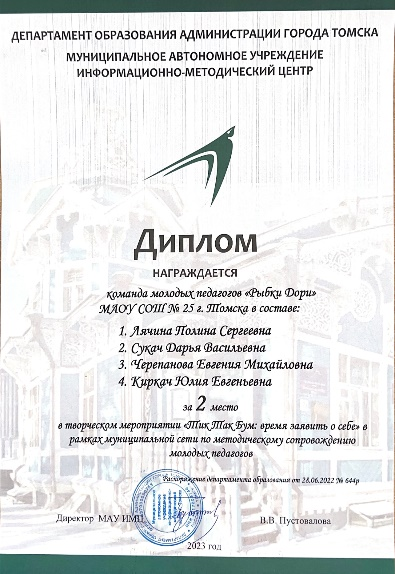 ДЕПАРТАМЕНТ ОБРАЗОВАНИЯ АДМИНИСТРАЦИИ ГОРОДА ТОМСКА
МУНИЦИПАЛЬНОЕ АВТОНОМНОЕ УЧРЕЖДЕНИЕ
ИНФОРМАЦИОННО-МЕТОДИЧЕСКИЙ ЦЕНТР
Диплом
НАГРАЖДАЕТСЯ
команда молодых педагогов «Рыбки Дори»
МАОУ СОШ № 25 г. Томска в составе:
1. Лячина Полина Сергеевна
2. Сукач Дарья Васильевна
3. Черепанова Евгения Михайловна
4. Киркач Юлия Евгеньевна
за 2 место
в творческом мероприятии «Тик Так Бум: время заявить о себе» в
рамках муниципальной сети по методическому сопровождению
молодых педагогов
Распоряжение департамента образования от 28.06.2022 № 644р
Директор МАУ ИМЦ В.В. Пустовалова
2023 год